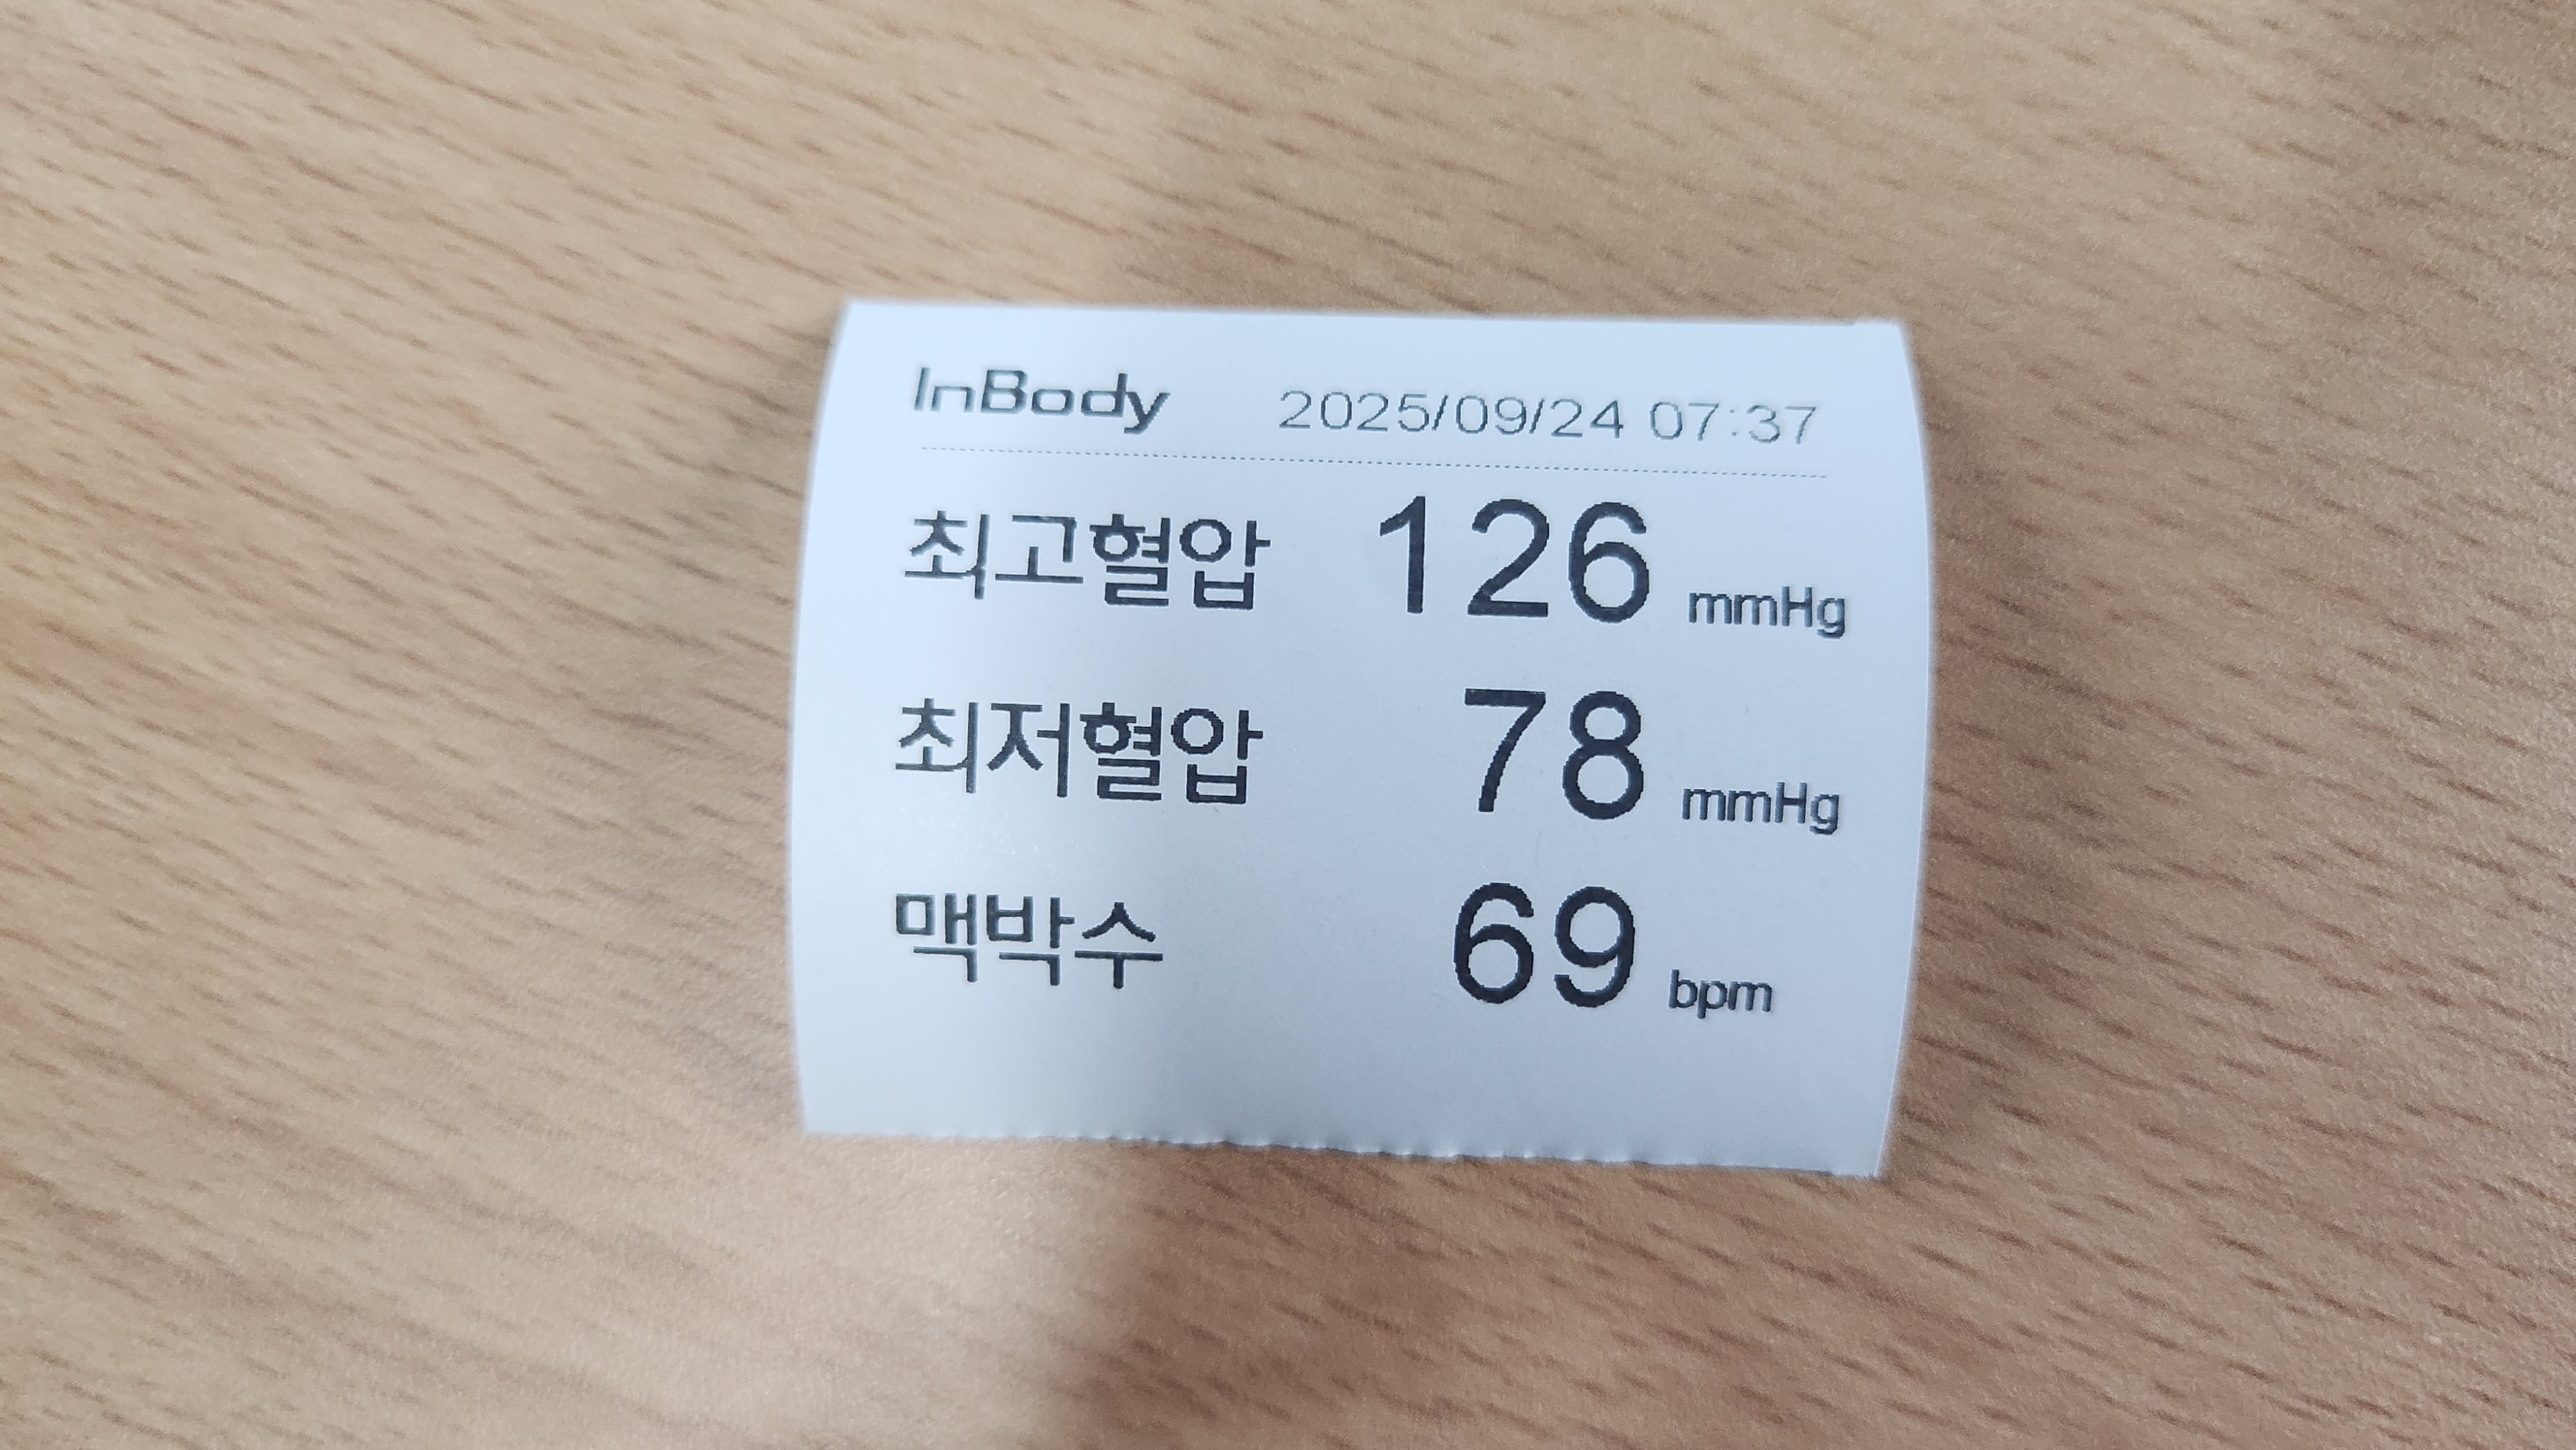 InBody 2025/09/24 07:37
최고혈압 126 mmHg
최저혈압 78 mmHg
맥박수 69 bpm